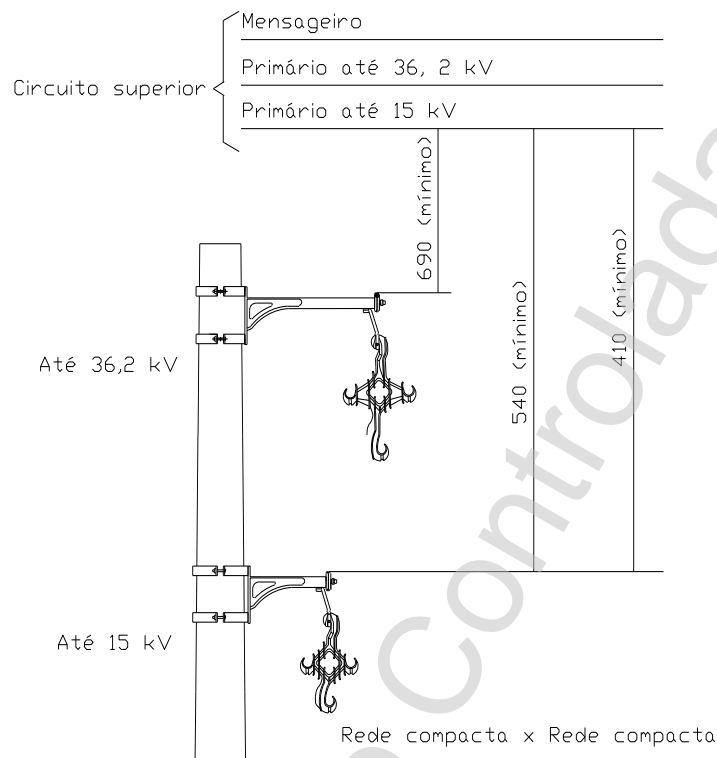 Mensageiro
Primário até 36, 2 kV
Circuito superior
Primário até 15 kV
690 (mínimo)
540 (mínimo)
410 (mínimo)
Até 36,2 kV
Até 15 kV
Rede compacta x Rede compacta
Controlada